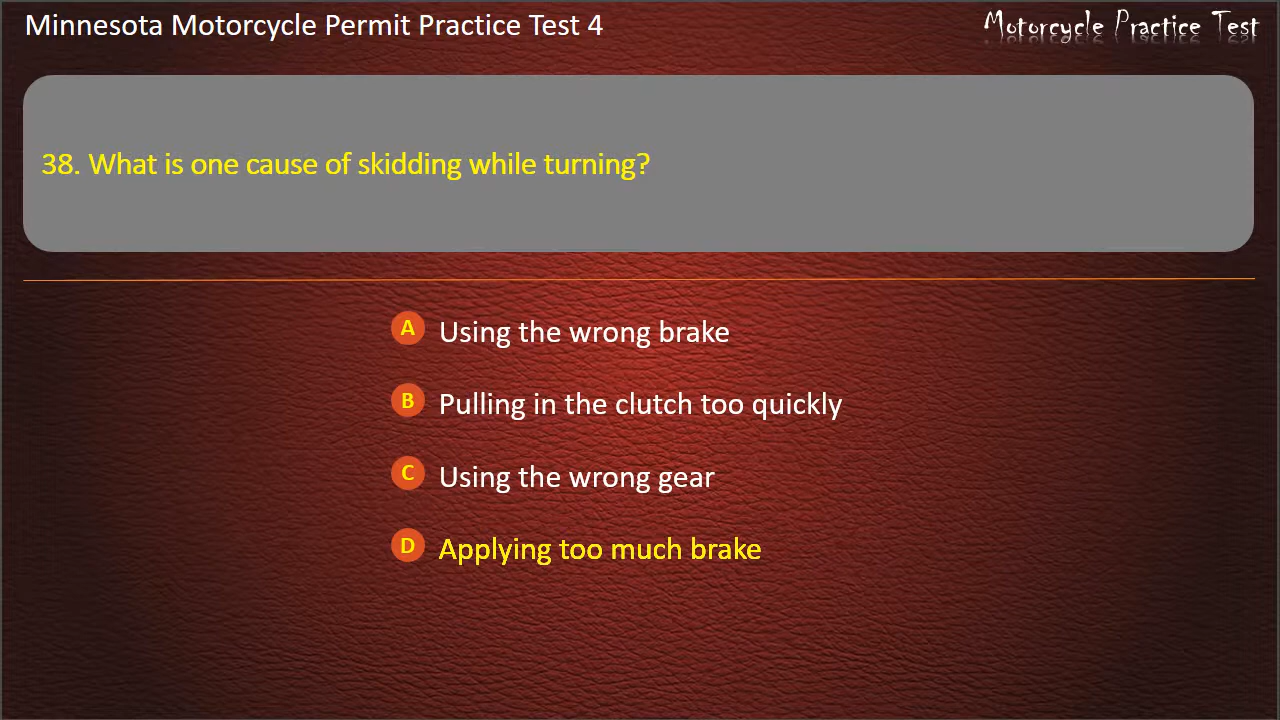 Minnesota Motorcycle Permit Practice Test 4
Motorcycle Practice Test
38. What is one cause of skidding while turning?
A Using the wrong brake
B Pulling in the clutch too quickly
C Using the wrong gear
D Applying too much brake